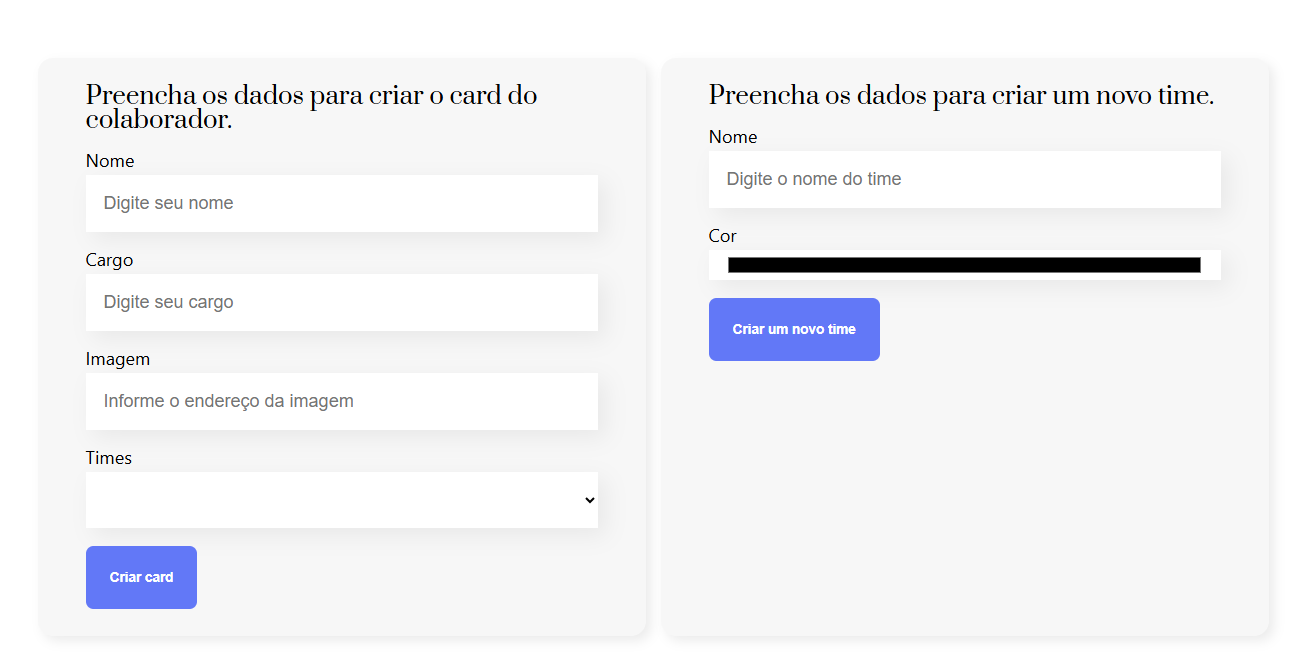 Preencha os dados para criar o card do
colaborador.
Nome
Digite seu nome
Cargo
Digite seu cargo
Imagem
Informe o endereço da imagem
Times
Criar card
Preencha os dados para criar um novo time.
Nome
Digite o nome do time
Cor
Criar um novo time